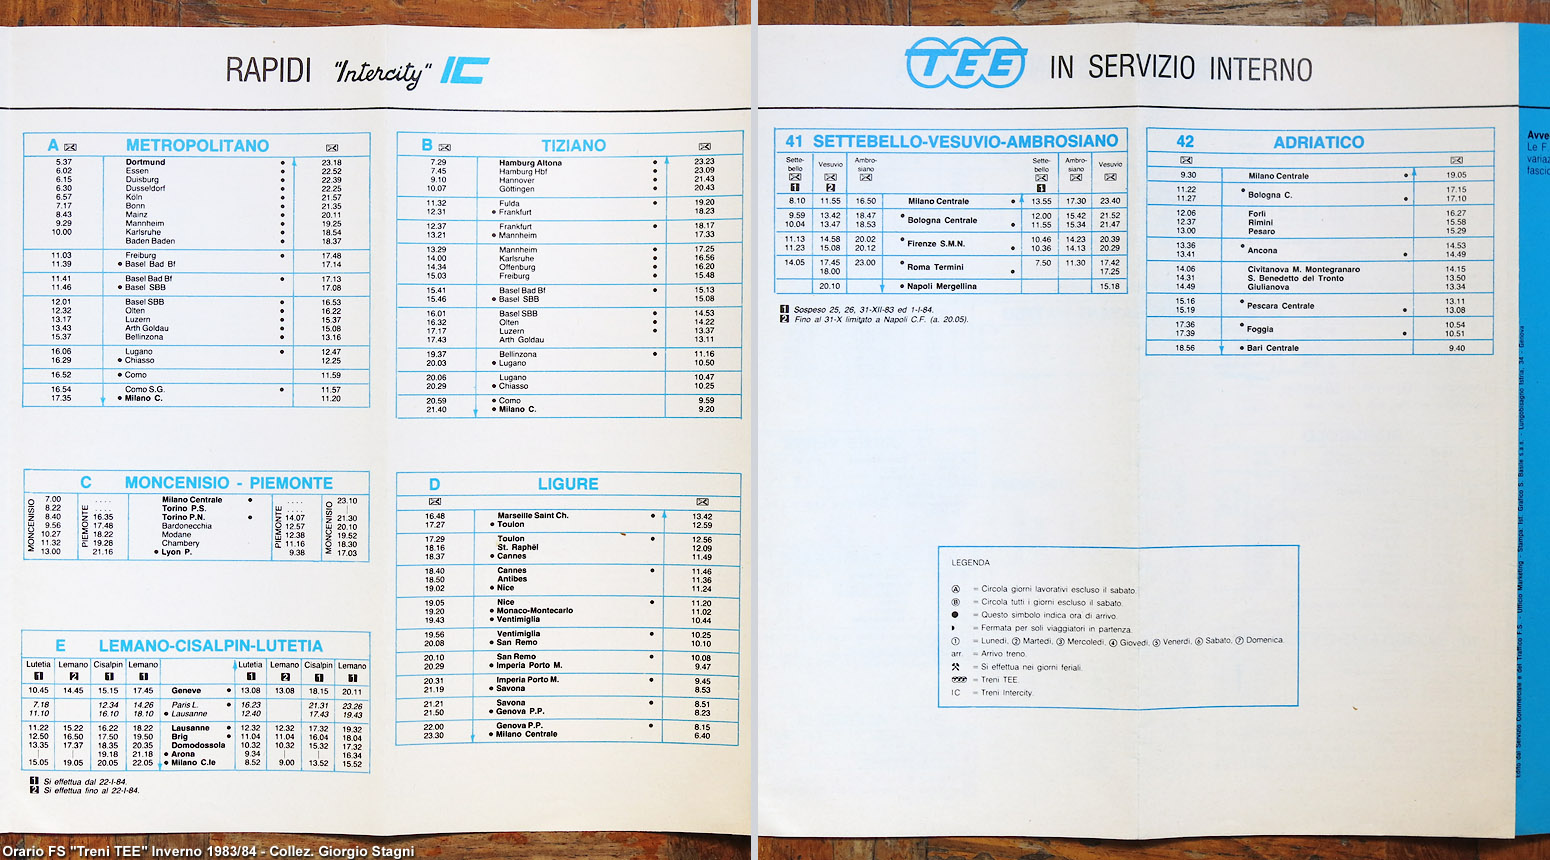 RAPIDI "Intercity" IC
A METROPOLITANO
5.37 Dortmund • 23.18
6.02 Essen • 22.52
6.15 Duisburg • 22.39
6.30 Dusseldorf • 22.25
6.57 Köln • 21.57
7.17 Bonn • 21.35
8.43 Mainz • 20.11
9.29 Mannheim • 19.25
10.00 Karlsruhe • 18.54
Baden Baden • 18.37
11.03 Freiburg • 17.48
11.39 • Basel Bad Bf 17.14
11.41 Basel Bad Bf • 17.13
11.46 • Basel SBB 17.08
12.01 Basel SBB • 16.53
12.32 Olten • 16.22
13.17 Luzern • 15.37
13.43 Arth Goldau • 15.08
15.37 Bellinzona • 13.16
16.06 Lugano • 12.47
16.29 • Chiasso 12.25
16.52 • Como 11.59
16.54 Como S.G. • 11.57
17.35 • Milano C. 11.20
B TIZIANO
7.29 Hamburg Altona • 23.23
7.45 Hamburg Hbf • 23.09
9.10 Hannover • 21.43
10.07 Göttingen • 20.43
11.32 Fulda • 19.20
12.31 • Frankfurt 18.23
12.37 Frankfurt • 18.17
13.21 • Mannheim 17.33
13.29 Mannheim • 17.25
14.00 Karlsruhe • 16.56
14.34 Offenburg • 16.20
15.03 Freiburg • 15.48
15.41 Basel Bad Bf • 15.13
15.46 • Basel SBB 15.08
16.01 Basel SBB • 14.53
16.32 Olten • 14.22
17.17 Luzern • 13.37
17.43 Arth Goldau 13.11
19.37 Bellinzona • 11.16
20.03 • Lugano 10.50
20.06 Lugano 10.47
20.29 • Chiasso 10.25
20.59 • Como 9.59
21.40 • Milano C. 9.20
C MONCENISIO - PIEMONTE
MONCENISIO PIEMONTE PIEMONTE MONCENISIO
7.00 .... Milano Centrale • .... 23.10
8.22 .... Torino P.S. .... |
8.40 16.35 Torino P.N. • 14.07 21.30
9.56 17.48 Bardonecchia 12.57 20.10
10.27 18.22 Modane 12.38 19.52
11.32 19.28 Chambery 11.16 18.30
13.00 21.16 • Lyon P. 9.38 17.03
D LIGURE
16.48 Marseille Saint Ch. • 13.42
17.27 • Toulon 12.59
17.29 Toulon • 12.56
18.16 St. Raphël 12.09
18.37 • Cannes 11.49
18.40 Cannes • 11.46
18.50 Antibes 11.36
19.02 • Nice 11.24
19.05 Nice • 11.20
19.20 • Monaco-Montecarlo 11.02
19.43 • Ventimiglia 10.44
19.56 Ventimiglia • 10.25
20.08 • San Remo 10.10
20.10 San Remo • 10.08
20.29 • Imperia Porto M. 9.47
20.31 Imperia Porto M. • 9.45
21.19 • Savona 8.53
21.21 Savona • 8.51
21.50 • Genova P.P. 8.23
22.00 Genova P.P. • 8.15
23.30 • Milano Centrale 6.40
E LEMANO-CISALPIN-LUTETIA
Lutetia Lemano Cisalpin Lemano Lutetia Lemano Cisalpin Lemano
1 2 1 1 1 2 1 1
10.45 14.45 15.15 17.45 Geneve • 13.08 13.08 18.15 20.11
7.18 12.34 14.26 Paris L. • 16.23 21.31 23.26
11.10 16.10 18.10 • Lausanne 12.40 17.43 19.43
11.22 15.22 16.22 18.22 Lausanne • 12.32 12.32 17.32 19.32
12.50 16.50 17.50 19.50 Brig • 11.04 11.04 16.04 18.04
13.35 17.37 18.35 20.35 Domodossola 10.32 10.32 15.32 17.32
| | 19.18 21.18 • Arona 9.34 | | 16.34
15.05 19.05 20.05 22.05 • Milano C.le 8.52 9.00 13.52 15.52
1 Si effettua dal 22-I-84.
2 Si effettua fino al 22-I-84.
TEE IN SERVIZIO INTERNO
41 SETTEBELLO-VESUVIO-AMBROSIANO
Sette- Vesuvio Ambro- Sette- Ambro- Vesuvio
bello siano bello siano
1 2 1
8.10 11.55 16.50 Milano Centrale • 13.55 17.30 23.40
9.59 13.42 18.47 • Bologna Centrale 12.00 15.42 21.52
10.04 13.47 18.53 • 11.55 15.34 21.47
11.13 14.58 20.02 • Firenze S.M.N. 10.46 14.23 20.39
11.23 15.08 20.12 • 10.36 14.13 20.29
14.05 17.45 23.00 • Roma Termini 7.50 11.30 17.42
18.00 • 17.25
20.10 • Napoli Mergellina 15.18
1 Sospeso 25, 26, 31-XII-83 ed 1-I-84.
2 Fino al 31-X limitato a Napoli C.F. (a. 20.05).
42 ADRIATICO
9.30 Milano Centrale • 19.05
11.22 • Bologna C. 17.15
11.27 • 17.10
12.06 Forlì 16.27
12.37 Rimini 15.58
13.00 Pesaro 15.29
13.36 • Ancona 14.53
13.41 • 14.49
14.06 Civitanova M. Montegranaro 14.15
14.31 S. Benedetto del Tronto 13.50
14.49 Giulianova 13.34
15.16 • Pescara Centrale 13.11
15.19 • 13.08
17.36 • Foggia 10.54
17.39 • 10.51
18.56 • Bari Centrale 9.40
LEGENDA
Ⓐ = Circola giorni lavorativi escluso il sabato.
Ⓑ = Circola tutti i giorni escluso il sabato.
● = Questo simbolo indica ora di arrivo.
◗ = Fermata per soli viaggiatori in partenza.
① = Lunedì, ② Martedì, ③ Mercoledì, ④ Giovedì, ⑤ Venerdì, ⑥ Sabato, ⑦ Domenica.
arr. = Arrivo treno.
⚒ = Si effettua nei giorni feriali.
TEE = Treni TEE.
IC = Treni Intercity.
Edito dal Servizio Commerciale e del Traffico F.S. - Ufficio Marketing - Stampa: Ist. Grafico S. Basile s.a.s. - Lungobisagno Istria, 34 - Genova
Avve
Le F
varia
fascic
Orario FS "Treni TEE" Inverno 1983/84 - Collez. Giorgio Stagni